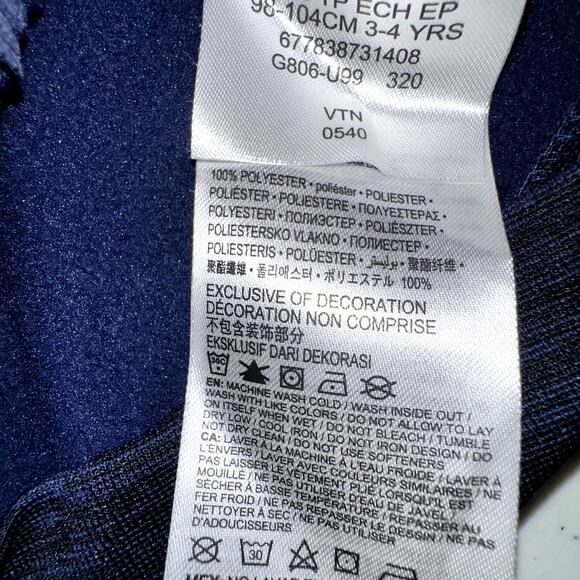 TP ECH EP
98-104CM 3-4 YRS
677838731408
G806-U99 320
VTN
0540
100% POLYESTER • poliéster • POLIESTER •
POLIÉSTER • POLIESTERE • ΠΟΛΥΕΣΤΕΡΑΣ •
POLYESTERI • ПОЛИЭСТЕР • POLIÉSZTER •
POLIESTERSKO VLAKNO • ПОЛИЕСТЕР •
POLIESTERIS • POLÜESTER • بوليستر • 聚酯纤维 •
聚酯纖維 • 폴리에스터 • ポリエステル 100%
EXCLUSIVE OF DECORATION
DÉCORATION NON COMPRISE
不包含装饰部分
EKSKLUSIF DARI DEKORASI
30
EN: MACHINE WASH COLD / WASH INSIDE OUT /
WASH WITH LIKE COLORS / DO NOT ALLOW TO LAY
ON ITSELF WHEN WET / DO NOT BLEACH / TUMBLE
DRY LOW / COOL IRON / DO NOT IRON DESIGN / DO
NOT DRY CLEAN / DO NOT USE SOFTENERS
CA: LAVER À LA MACHINE À L'EAU FROIDE / LAVER À
L'ENVERS / LAVER AVEC COULEURS SIMILAIRES / NE
PAS LAISSER LE VÊTEMENT PLIÉ LORSQU'IL EST
MOUILLÉ / NE PAS UTILISER D'EAU DE JAVEL /
SÉCHER À BASSE TEMPÉRATURE / REPASSER AU
FER FROID / NE PAS REPASSER LE DESSIN / NE PAS
NETTOYER À SEC / NE PAS UTILISER
D'ADOUCISSEURS
30